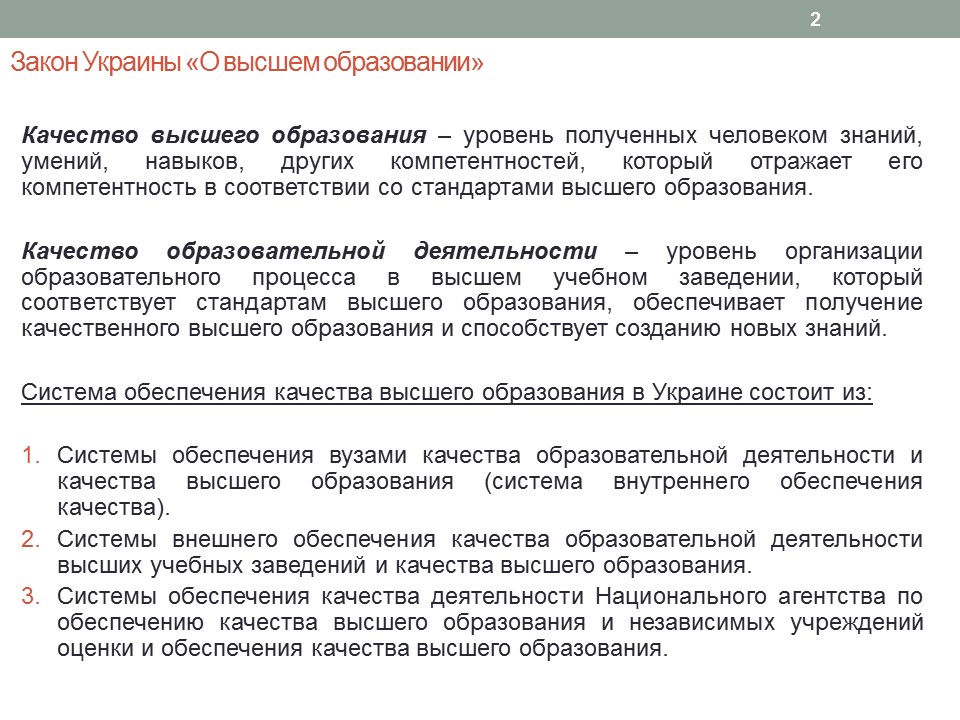 2
Закон Украины «О высшем образовании»
Качество высшего образования – уровень полученных человеком знаний,
умений, навыков, других компетентностей, который отражает его
компетентность в соответствии со стандартами высшего образования.
Качество образовательной деятельности – уровень организации
образовательного процесса в высшем учебном заведении, который
соответствует стандартам высшего образования, обеспечивает получение
качественного высшего образования и способствует созданию новых знаний.
Система обеспечения качества высшего образования в Украине состоит из:
1. Системы обеспечения вузами качества образовательной деятельности и
качества высшего образования (система внутреннего обеспечения
качества).
2. Системы внешнего обеспечения качества образовательной деятельности
высших учебных заведений и качества высшего образования.
3. Системы обеспечения качества деятельности Национального агентства по
обеспечению качества высшего образования и независимых учреждений
оценки и обеспечения качества высшего образования.